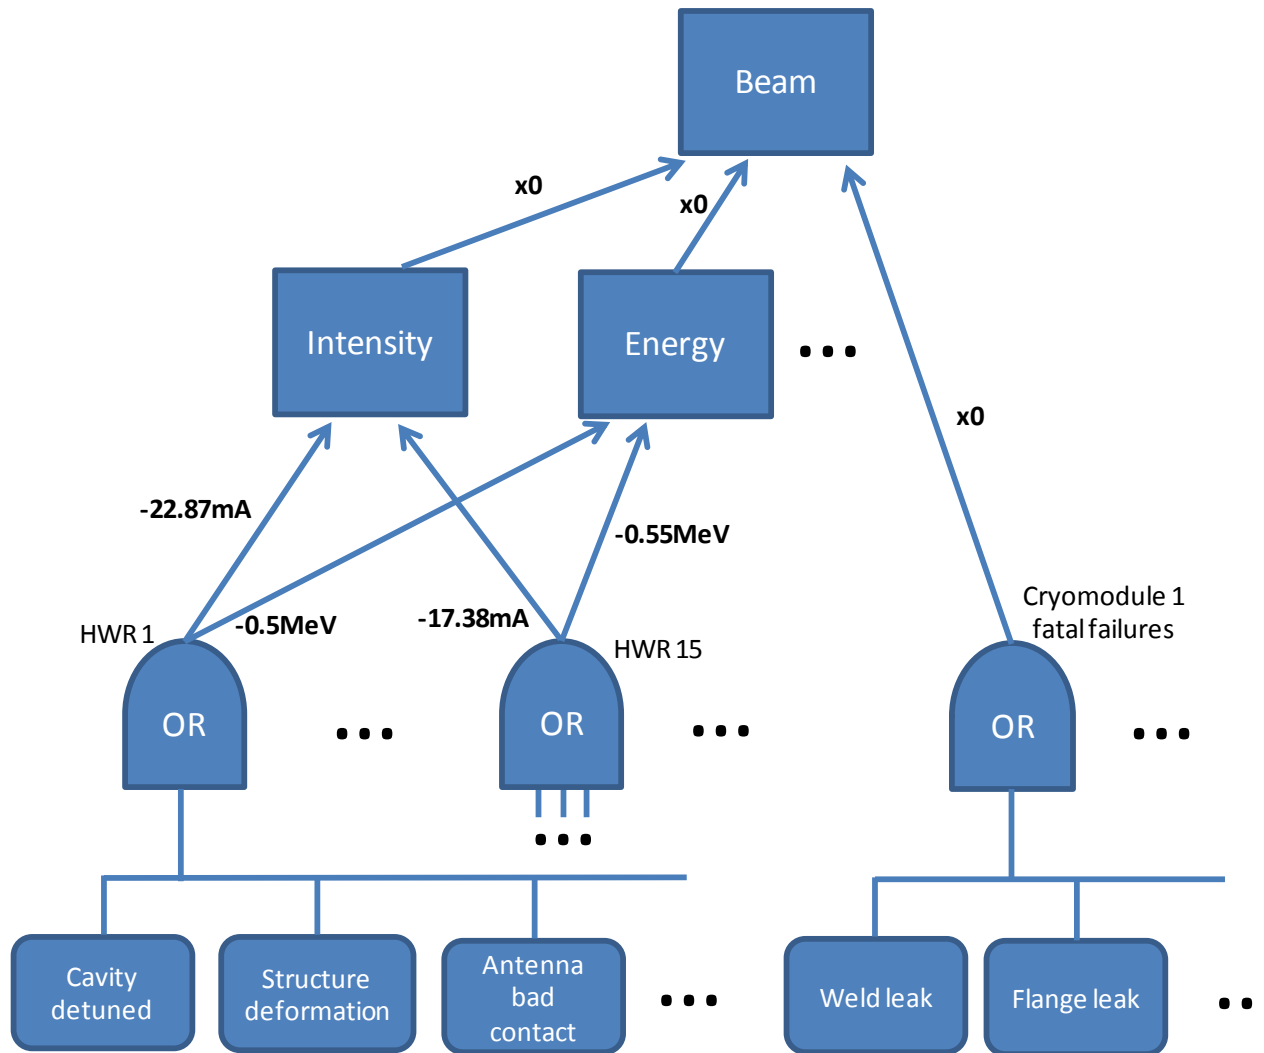 Beam
x0
x0
Intensity
Energy
...
x0
-22.87mA
-0.55MeV
HWR 1
-0.5MeV
-17.38mA
HWR 15
Cryomodule 1
fatal failures
OR
...
OR
...
OR
...
...
Cavity
detuned
Structure
deformation
Antenna
bad
contact
...
Weld leak
Flange leak
..